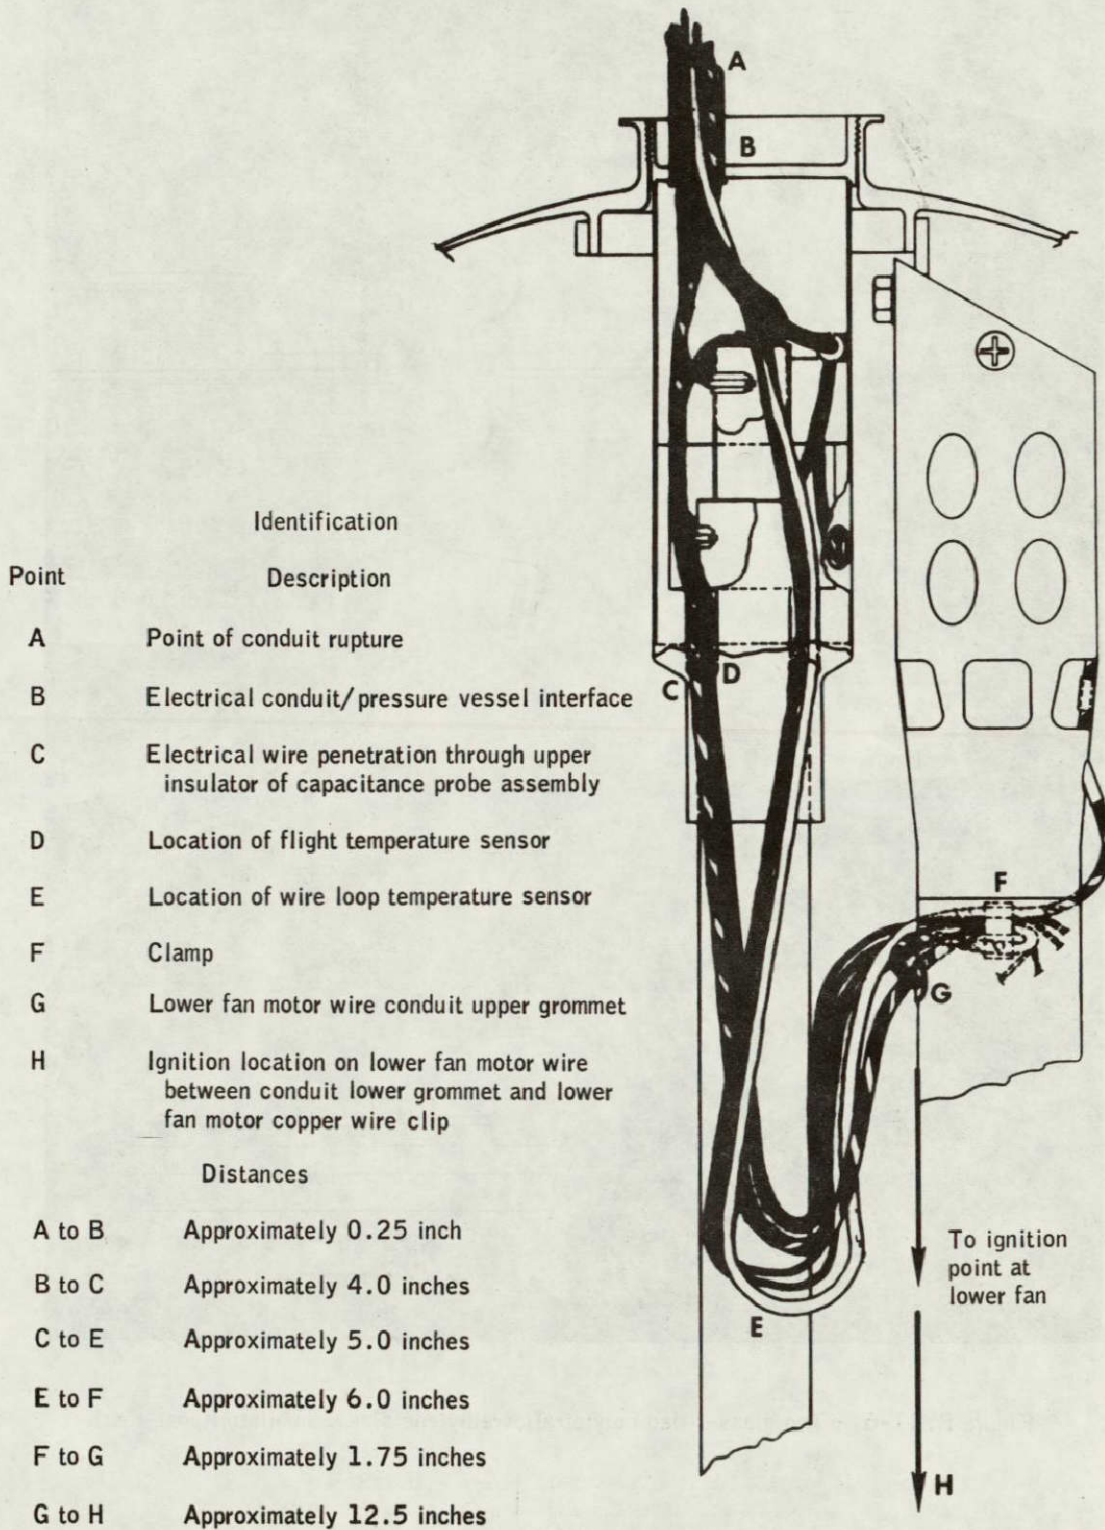 A
B
Identification
Point Description
A Point of conduit rupture
B Electrical conduit/pressure vessel interface
C Electrical wire penetration through upper
insulator of capacitance probe assembly
D Location of flight temperature sensor
E Location of wire loop temperature sensor
F Clamp
G Lower fan motor wire conduit upper grommet
H Ignition location on lower fan motor wire
between conduit lower grommet and lower
fan motor copper wire clip
Distances
A to B Approximately 0.25 inch
B to C Approximately 4.0 inches
C to E Approximately 5.0 inches
E to F Approximately 6.0 inches
F to G Approximately 1.75 inches
G to H Approximately 12.5 inches
C
D
F
G
E
To ignition
point at
lower fan
H